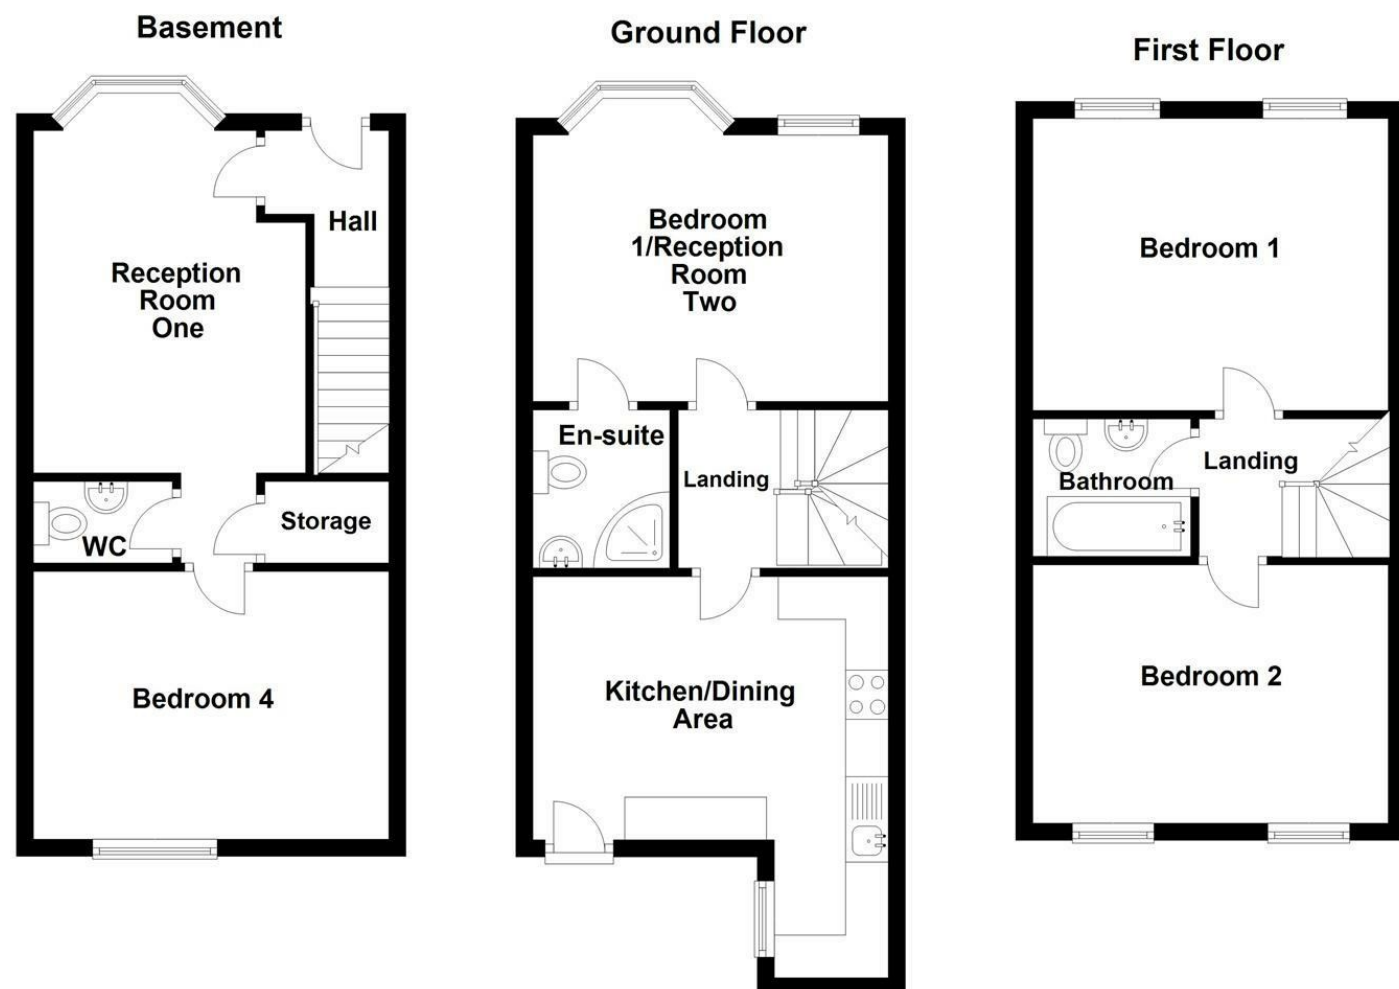 Basement
Reception
Room
One
Hall
WC
Storage
Bedroom 4
Ground Floor
Bedroom
1/Reception
Room
Two
En-suite
Landing
Kitchen/Dining
Area
First Floor
Bedroom 1
Bathroom
Landing
Bedroom 2